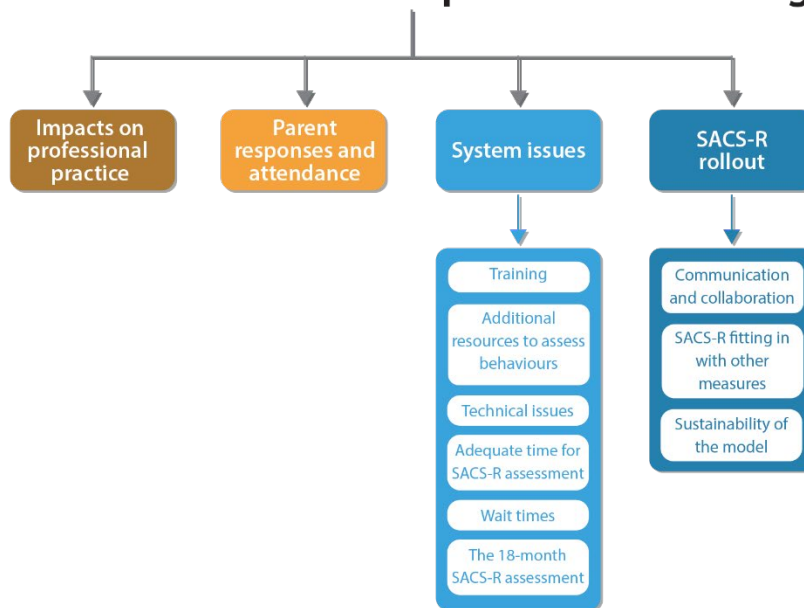 Impacts on
professional
practice
Parent
responses and
attendance
System issues
SACS-R
rollout
Training
Additional
resources to assess
behaviours
Technical issues
Adequate time for
SACS-R assessment
Wait times
The 18-month
SACS-R assessment
Communication
and collaboration
SACS-R fitting in
with other
measures
Sustainability of
the model